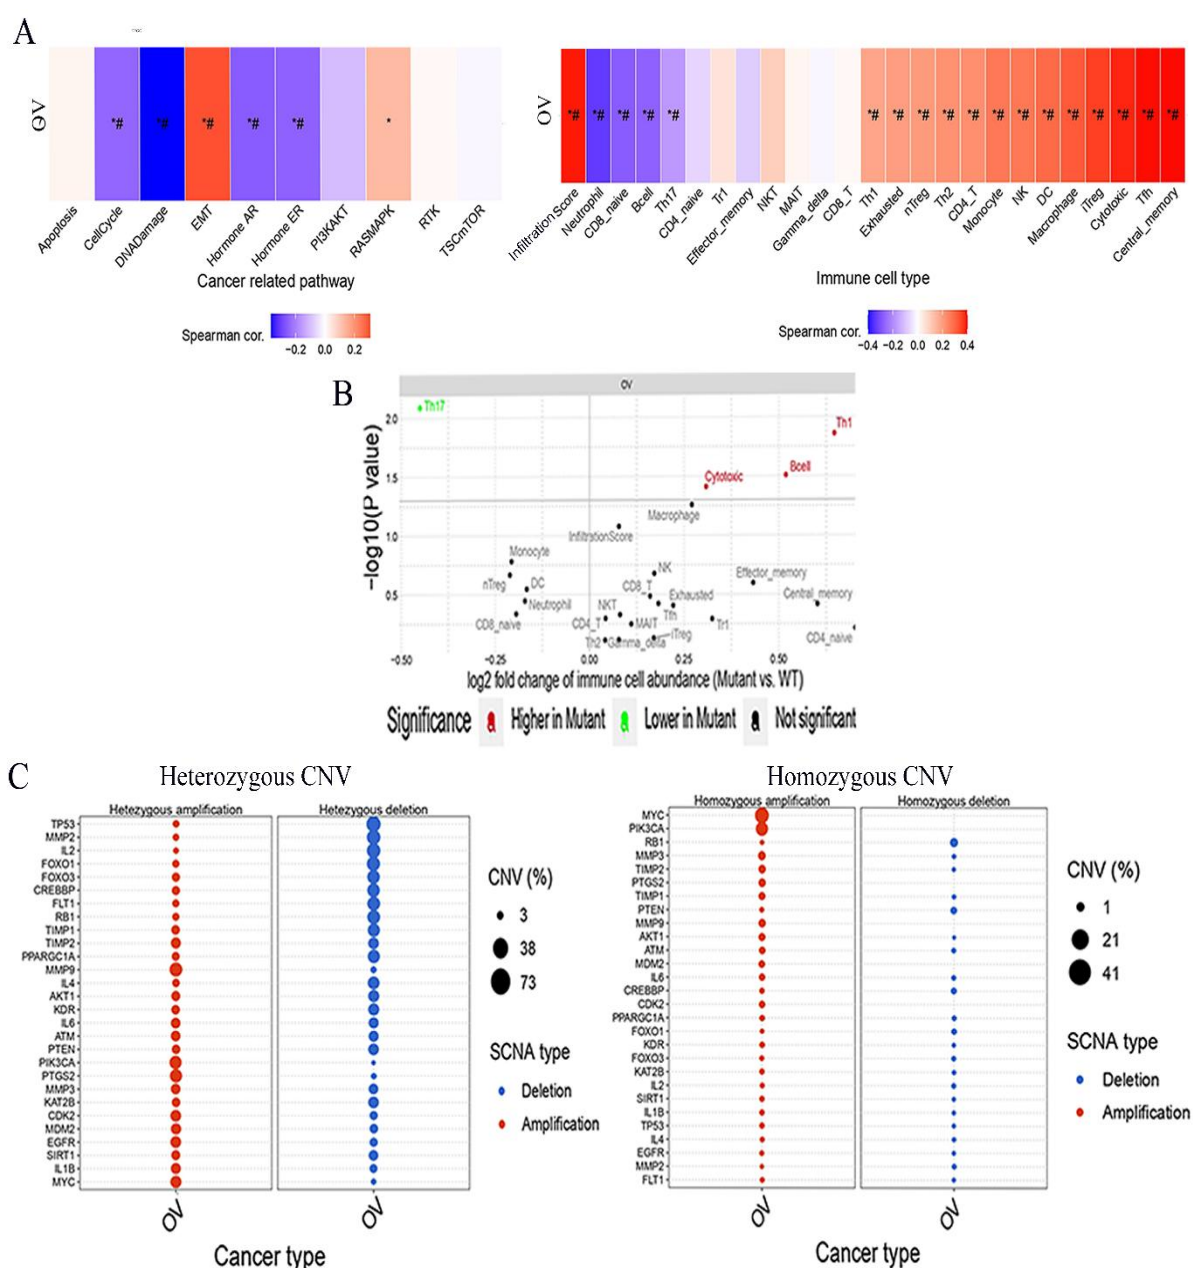 A
OV
OV
*# *# *# *# *# *
*# *# *# *# *# *# *# *# *# *# *# *# *# *# *# *# *# *#
Apoptosis
CellCycle
DNADamage
EMT
Hormone AR
Hormone ER
PI3KAKT
RASMAPK
RTK
TSCmTOR
InfiltrationScore
Neutrophil
CD8_naive
Bcell
Th17
CD4_naive
Tr1
Effector_memory
NKT
MAIT
Gamma_delta
CD8_T
Th1
Exhausted
nTreg
Th2
CD4_T
Monocyte
NK
DC
Macrophage
iTreg
Cytotoxic
Tfh
Central_memory
Cancer related pathway
Immune cell type
Spearman cor.
−0.2 0.0 0.2
Spearman cor.
−0.4 −0.2 0.0 0.2 0.4
B
OV
−log10(P value)
2.0
1.5
1.0
0.5
Th17
Th1
Bcell
Cytotoxic
Macrophage
InfiltrationScore
Monocyte
NK
Effector_memory
nTreg
DC
CD8_T
Exhausted
Central_memory
Neutrophil
NKT
Tfh
CD8_naive
CD4_T
MAIT
Tr1
CD4_naive
Th2
Gamma_delta
iTreg
−0.50 −0.25 0.00 0.25 0.50
log2 fold change of immune cell abundance (Mutant vs. WT)
Significance a Higher in Mutant a Lower in Mutant a Not significant
C
Heterozygous CNV
Homozygous CNV
Hetezygous amplification
Hetezygous deletion
TP53
MMP2
IL2
FOXO1
FOXO3
CREBBP
FLT1
RB1
TIMP1
TIMP2
PPARGC1A
MMP9
IL4
AKT1
KDR
IL6
ATM
PTEN
PIK3CA
PTGS2
MMP3
KAT2B
CDK2
MDM2
EGFR
SIRT1
IL1B
MYC
OV
OV
Cancer type
CNV (%)
3
38
73
SCNA type
Deletion
Amplification
Homozygous amplification
Homozygous deletion
MYC
PIK3CA
RB1
MMP3
TIMP2
PTGS2
TIMP1
PTEN
MMP9
AKT1
ATM
MDM2
IL6
CREBBP
CDK2
PPARGC1A
FOXO1
KDR
FOXO3
KAT2B
IL2
SIRT1
IL1B
TP53
IL4
EGFR
MMP2
FLT1
OV
OV
Cancer type
CNV (%)
1
21
41
SCNA type
Deletion
Amplification